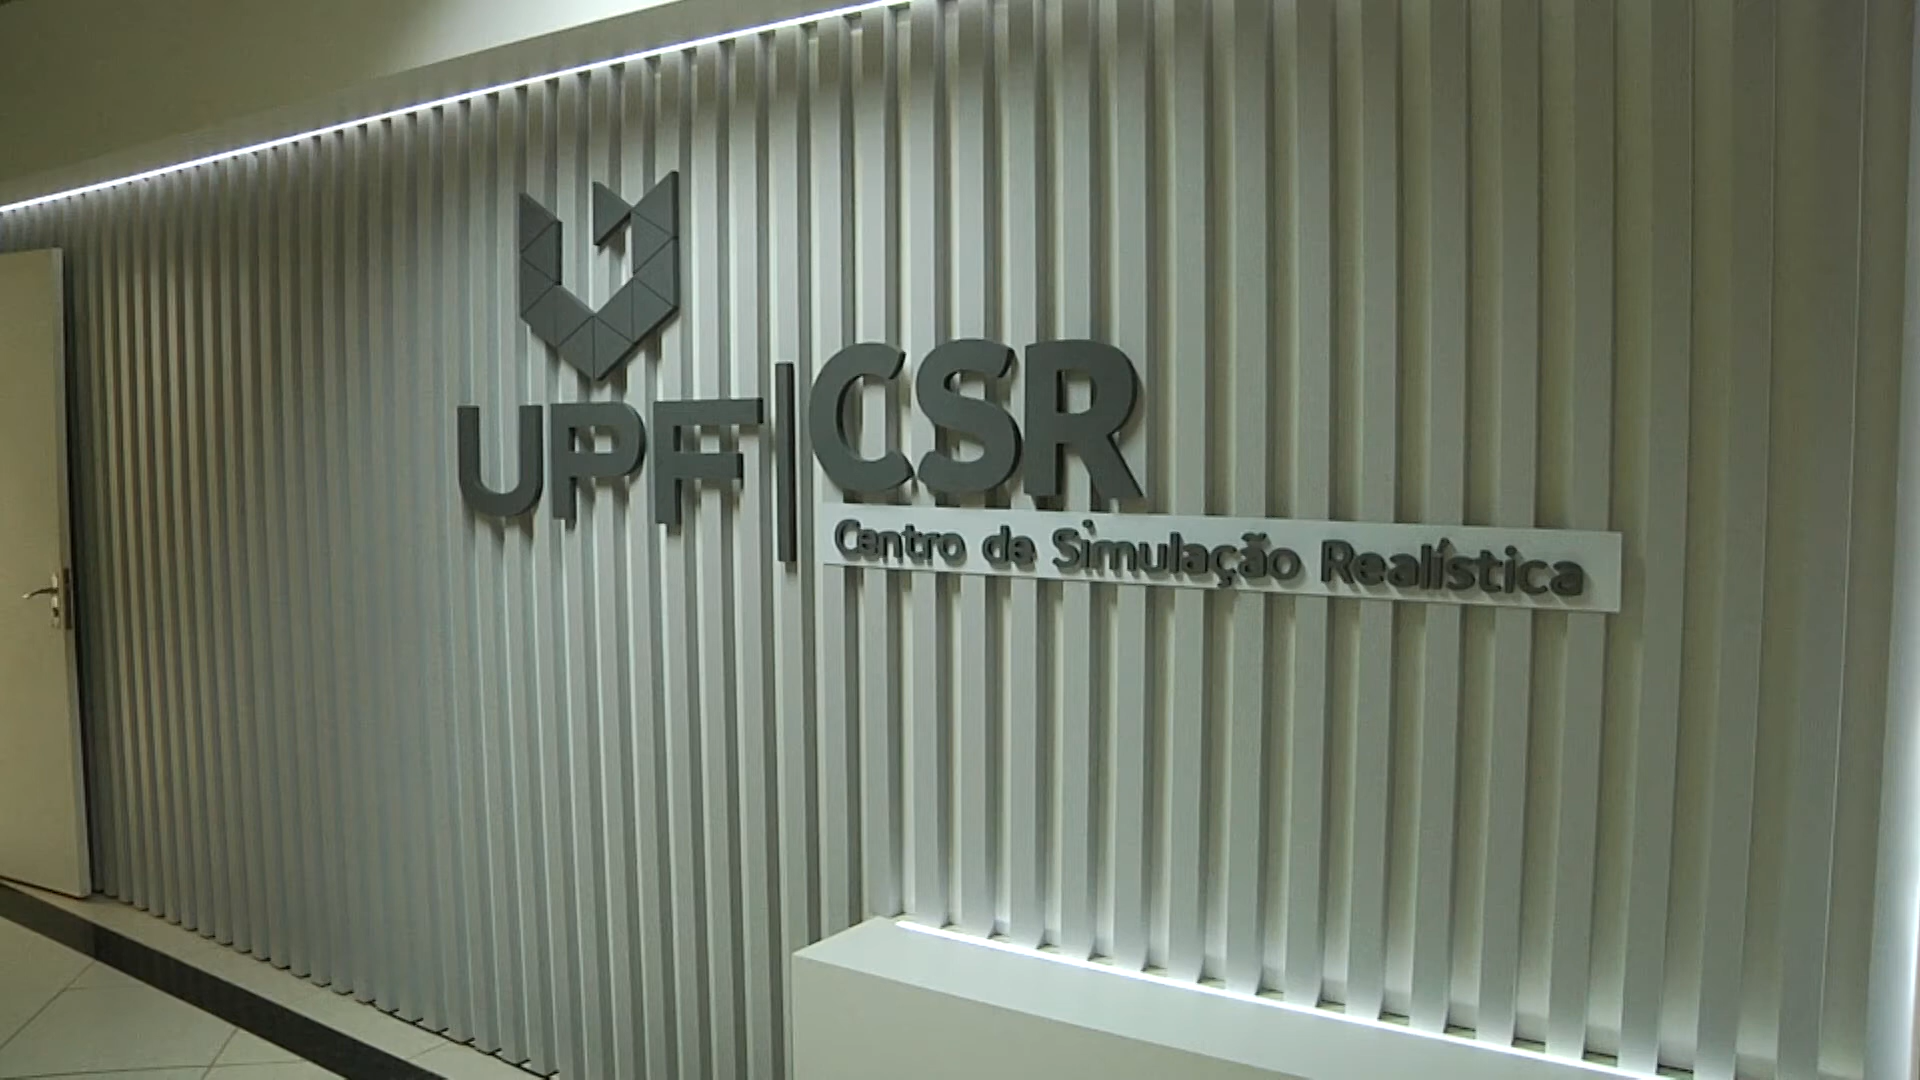 UPF | CSR
Centro de Simulação Realística